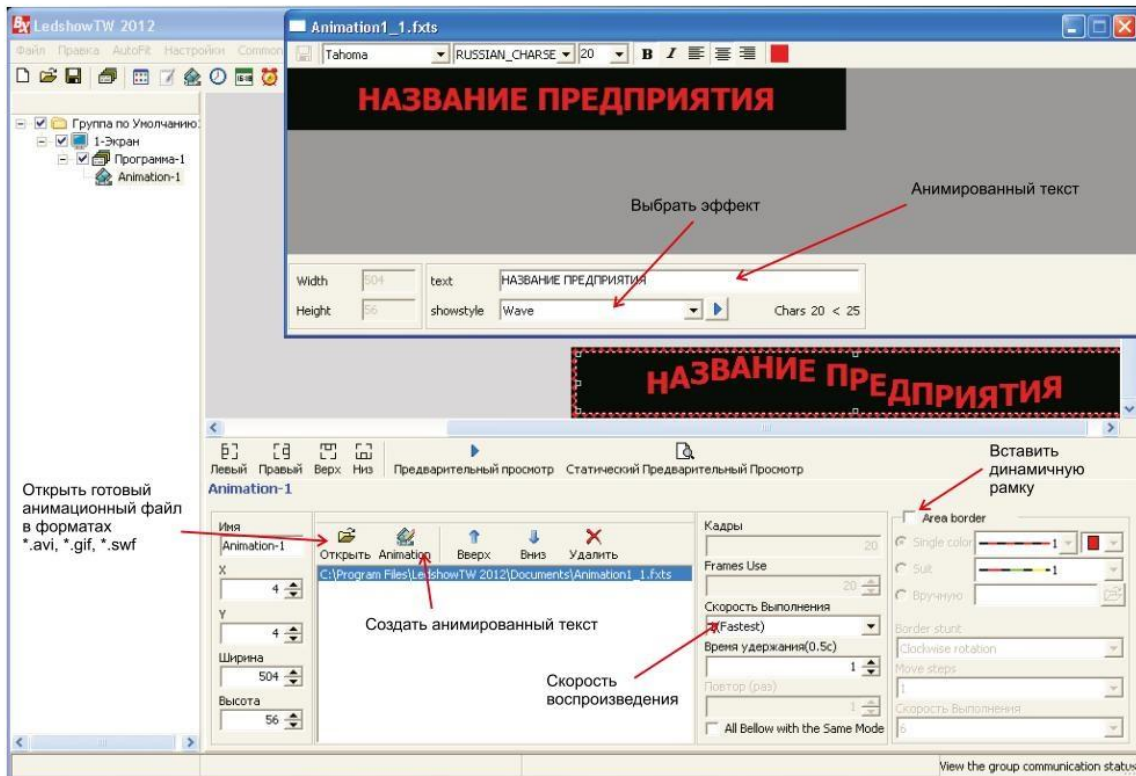 LedshowTW 2012
Файл Правка AutoFit Настройки Common
Animation1_1.fxts
Tahoma RUSSIAN_CHARSE 20 B I
НАЗВАНИЕ ПРЕДПРИЯТИЯ
Группа по Умолчанию
1-Экран
Программа-1
Animation-1
Выбрать эффект
Анимированный текст
Width 504
Height 56
text НАЗВАНИЕ ПРЕДПРИЯТИЯ
showstyle Wave
Chars 20 < 25
НАЗВАНИЕ ПРЕДПРИЯТИЯ
Левый Правый Верх Низ Предварительный просмотр Статический Предварительный Просмотр
Animation-1
Открыть готовый
анимационный файл
в форматах
*.avi, *.gif, *.swf
Вставить
динамичную
рамку
Имя
Animation-1
X
4
Y
4
Ширина
504
Высота
56
Открыть Animation Вверх Вниз Удалить
C:\Program Files\LedshowTW 2012\Documents\Animation1_1.fxts
Создать анимированный текст
Скорость
воспроизведения
Кадры
20
Frames Use
20
Скорость Выполнения
(Fastest)
Время удержания(0.5с)
1
Повтор (раз)
1
All Bellow with the Same Mode
Area border
Single color 1
Suit 1
Вручную
Border stunt
Clockwise rotation
Move steps
1
Скорость Выполнения
6
View the group communication status